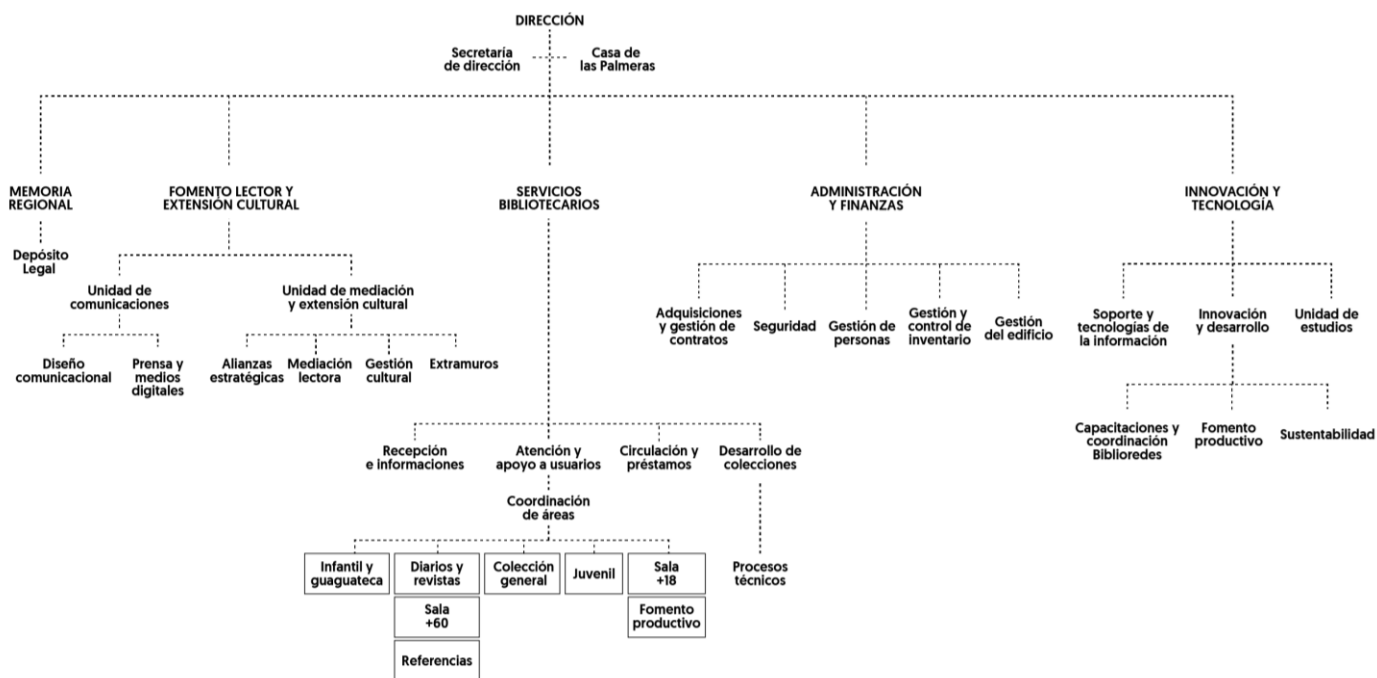 DIRECCIÓN
Secretaría
de dirección
Casa de
las Palmeras
MEMORIA
REGIONAL
FOMENTO LECTOR Y
EXTENSIÓN CULTURAL
SERVICIOS
BIBLIOTECARIOS
ADMINISTRACIÓN
Y FINANZAS
INNOVACIÓN Y
TECNOLOGÍA
Depósito
Legal
Unidad de
comunicaciones
Unidad de mediación
y extensión cultural
Diseño
comunicacional
Prensa y
medios
digitales
Alianzas
estratégicas
Mediación
lectora
Gestión
cultural
Extramuros
Adquisiciones
y gestión de
contratos
Seguridad
Gestión de
personas
Gestión y
control de
inventario
Gestión
del edificio
Soporte y
tecnologías de
la información
Innovación
y desarrollo
Unidad de
estudios
Capacitaciones y
coordinación
Biblioredes
Fomento
productivo
Sustentabilidad
Recepción
e informaciones
Atención y
apoyo a usuarios
Circulación y
préstamos
Desarrollo de
colecciones
Coordinación
de áreas
Infantil y
guaguateca
Diarios y
revistas
Colección
general
Juvenil
Sala
+18
Procesos
técnicos
Sala
+60
Fomento
productivo
Referencias